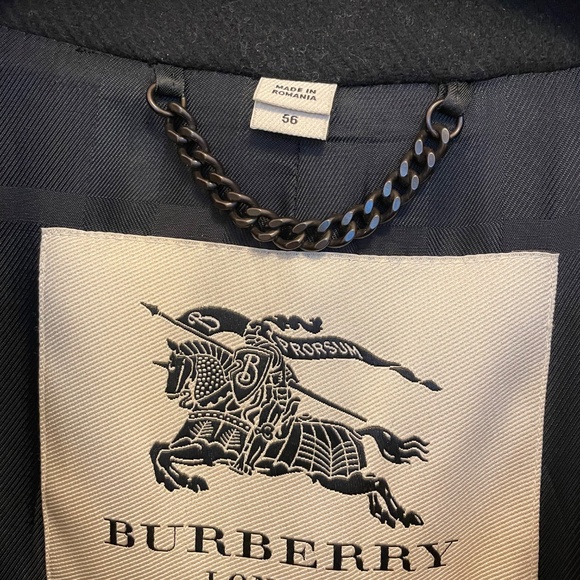 MADE IN
ROMANIA
56
B
PRORSUM
B
BURBERRY